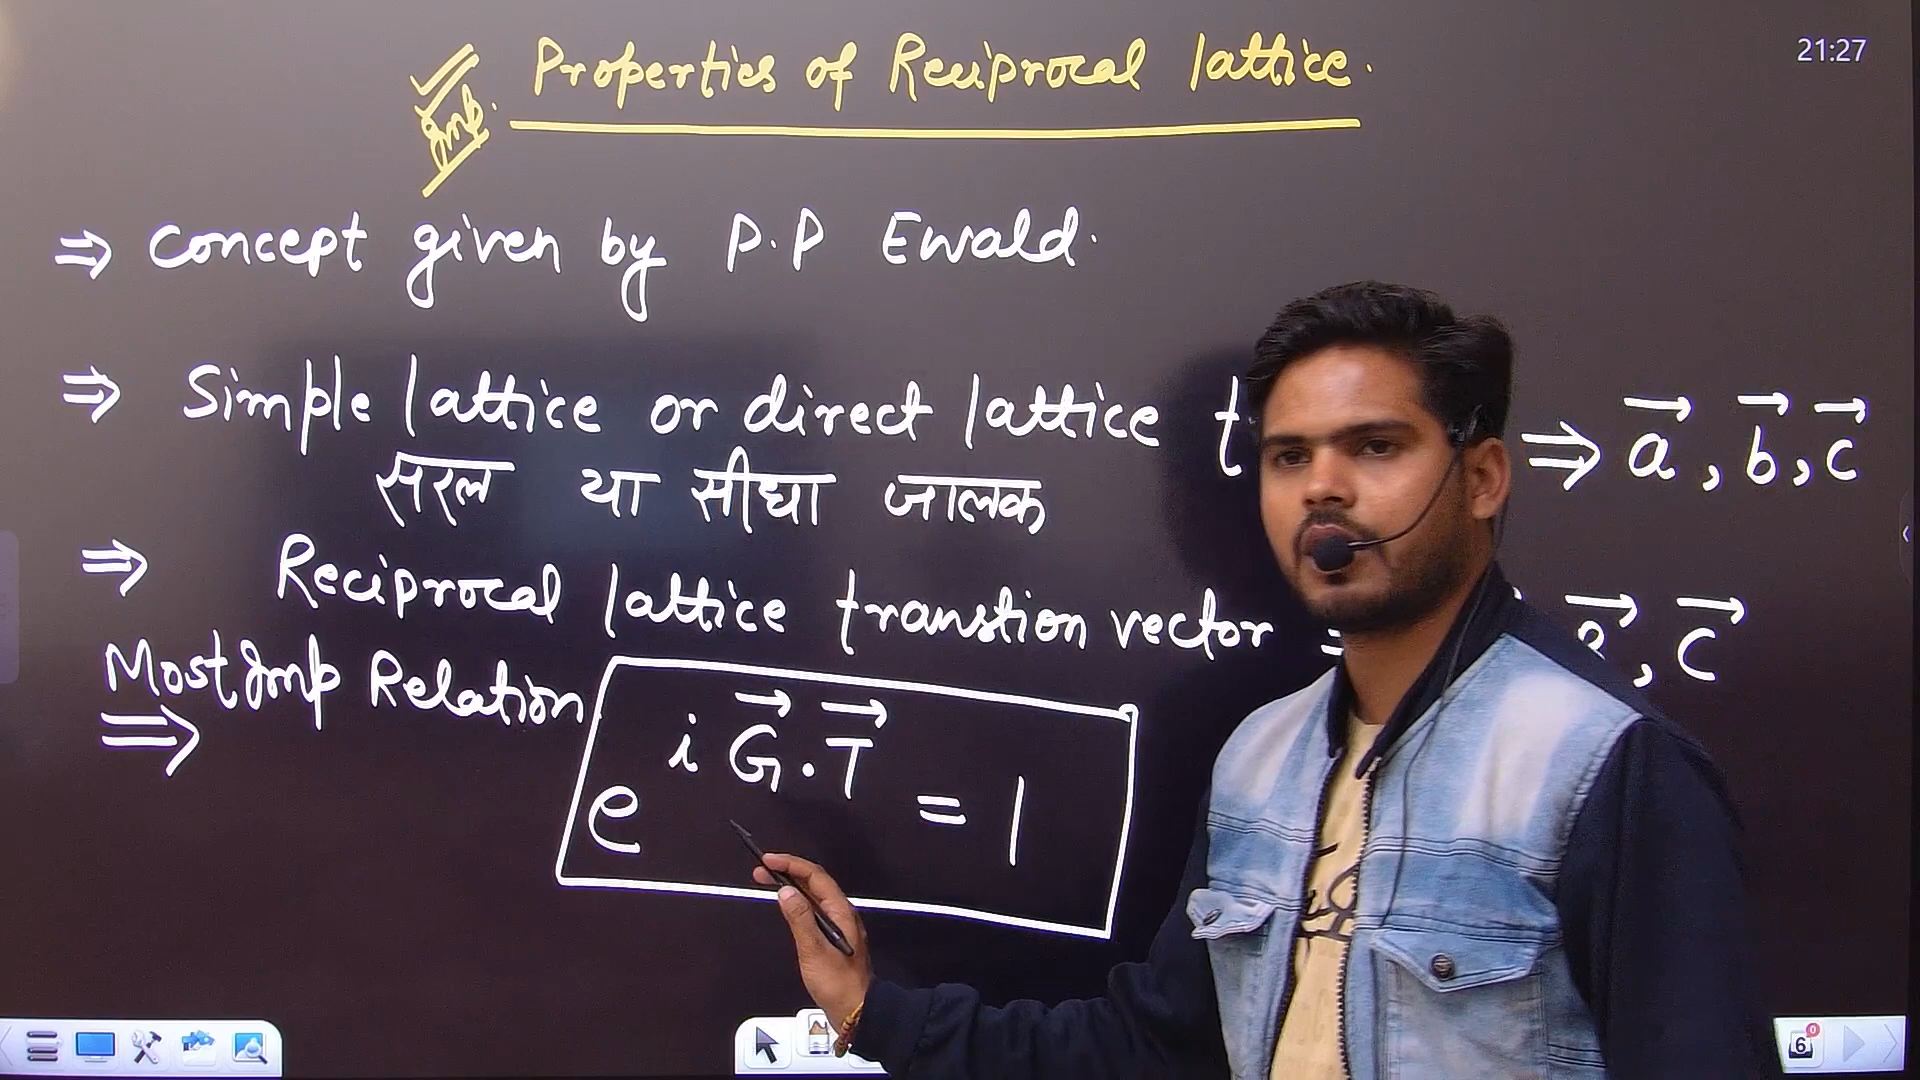 21:27
Properties of Reciprocal lattice.
Imp.
⇒ Concept given by P.P Ewald.
⇒ Simple lattice or direct lattice t ⇒ a⃗, b⃗, c⃗
सरल या सीधा जालक
⇒ Reciprocal lattice transtion vector = , C⃗
Most Imp Relation
⇒ e^{i G⃗.T⃗} = 1
6